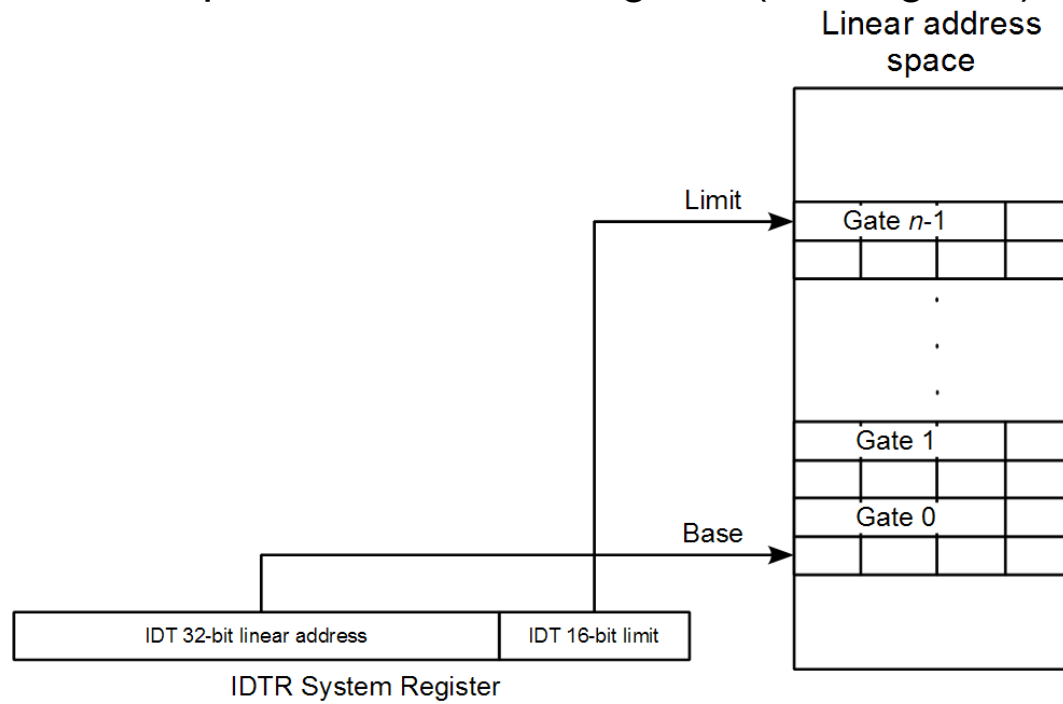 Linear address
space
Limit
Gate n-1
.
.
.
Gate 1
Gate 0
Base
IDT 32-bit linear address
IDT 16-bit limit
IDTR System Register